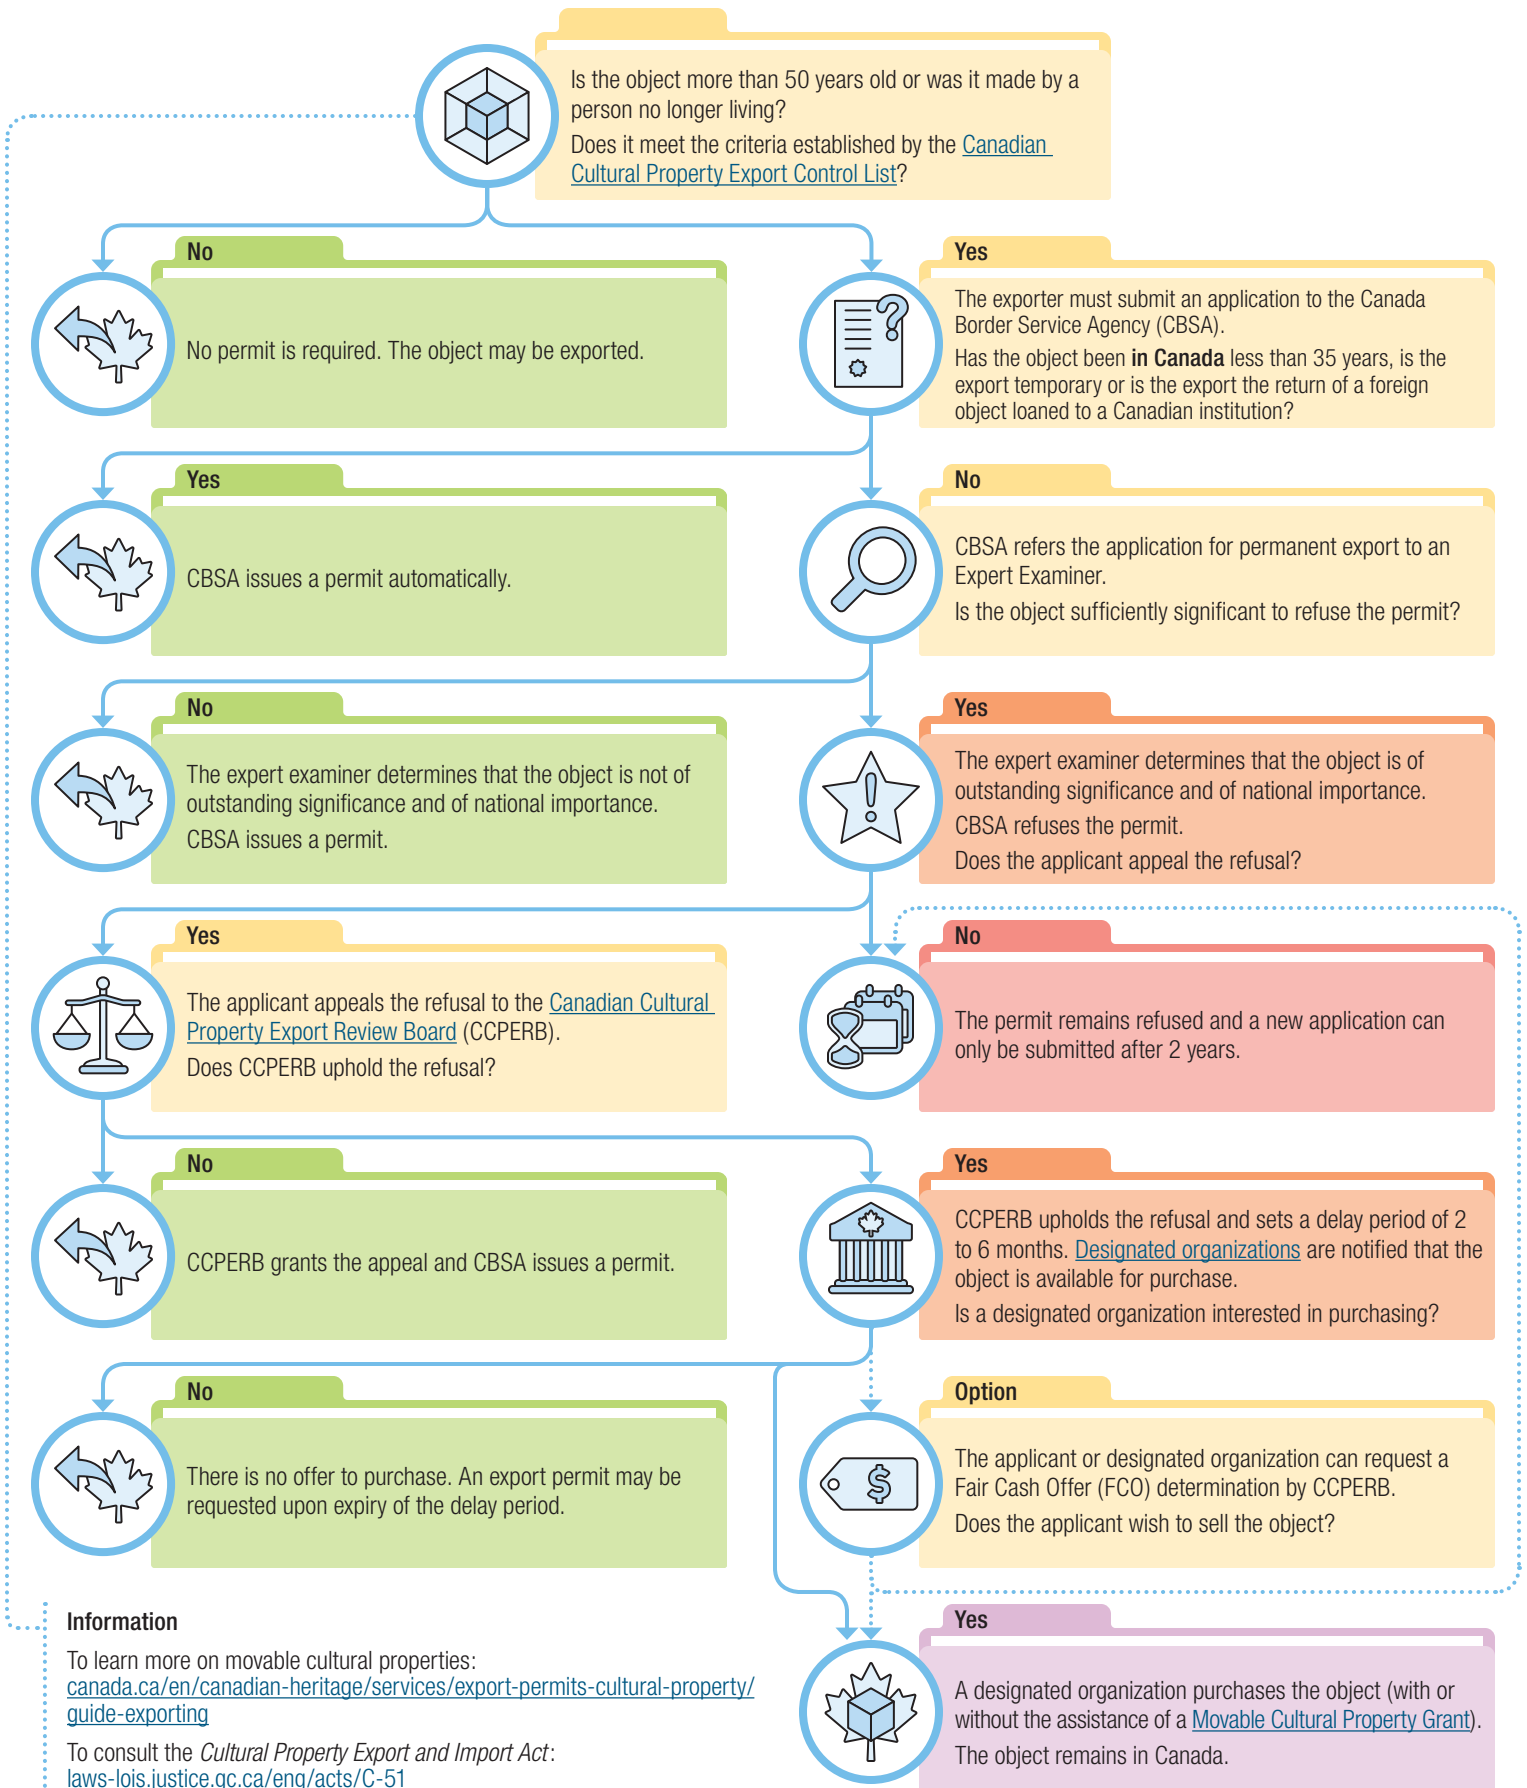 Is the object more than 50 years old or was it made by a
person no longer living?
Does it meet the criteria established by the Canadian
Cultural Property Export Control List?
No
No permit is required. The object may be exported.
Yes
The exporter must submit an application to the Canada
Border Service Agency (CBSA).
Has the object been in Canada less than 35 years, is the
export temporary or is the export the return of a foreign
object loaned to a Canadian institution?
Yes
CBSA issues a permit automatically.
No
CBSA refers the application for permanent export to an
Expert Examiner.
Is the object sufficiently significant to refuse the permit?
No
The expert examiner determines that the object is not of
outstanding significance and of national importance.
CBSA issues a permit.
Yes
The expert examiner determines that the object is of
outstanding significance and of national importance.
CBSA refuses the permit.
Does the applicant appeal the refusal?
Yes
The applicant appeals the refusal to the Canadian Cultural
Property Export Review Board (CCPERB).
Does CCPERB uphold the refusal?
No
The permit remains refused and a new application can
only be submitted after 2 years.
No
CCPERB grants the appeal and CBSA issues a permit.
Yes
CCPERB upholds the refusal and sets a delay period of 2
to 6 months. Designated organizations are notified that the
object is available for purchase.
Is a designated organization interested in purchasing?
No
There is no offer to purchase. An export permit may be
requested upon expiry of the delay period.
Option
The applicant or designated organization can request a
Fair Cash Offer (FCO) determination by CCPERB.
Does the applicant wish to sell the object?
$
Information
To learn more on movable cultural properties:
canada.ca/en/canadian-heritage/services/export-permits-cultural-property/
guide-exporting
To consult the Cultural Property Export and Import Act:
laws-lois.justice.gc.ca/eng/acts/C-51
Yes
A designated organization purchases the object (with or
without the assistance of a Movable Cultural Property Grant).
The object remains in Canada.